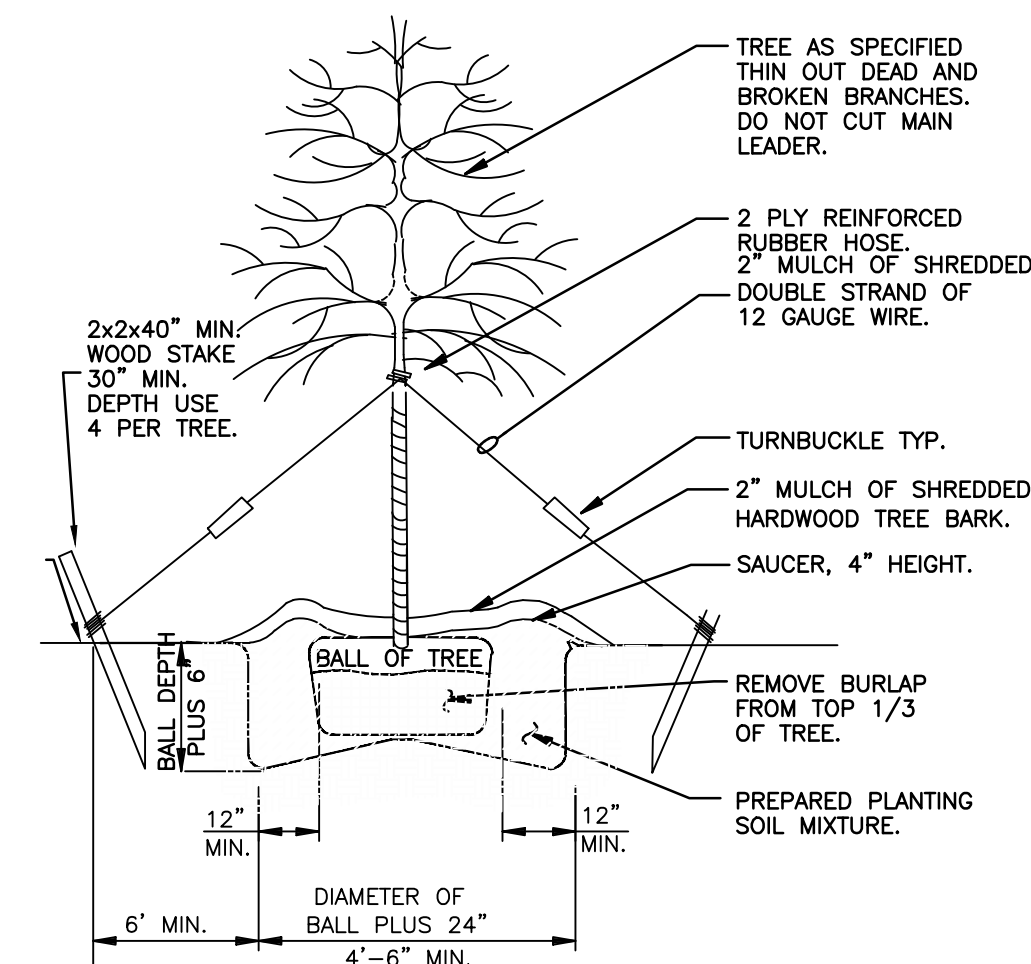 TREE AS SPECIFIED
THIN OUT DEAD AND
BROKEN BRANCHES.
DO NOT CUT MAIN
LEADER.
2 PLY REINFORCED
RUBBER HOSE.
2" MULCH OF SHREDDED
DOUBLE STRAND OF
12 GAUGE WIRE.
2x2x40" MIN.
WOOD STAKE
30" MIN.
DEPTH USE
4 PER TREE.
TURNBUCKLE TYP.
2" MULCH OF SHREDDED
HARDWOOD TREE BARK.
SAUCER, 4" HEIGHT.
BALL OF TREE
BALL DEPTH
PLUS 6"
REMOVE BURLAP
FROM TOP 1/3
OF TREE.
PREPARED PLANTING
SOIL MIXTURE.
12"
MIN.
12"
MIN.
6' MIN.
DIAMETER OF
BALL PLUS 24"
4'-6" MIN.